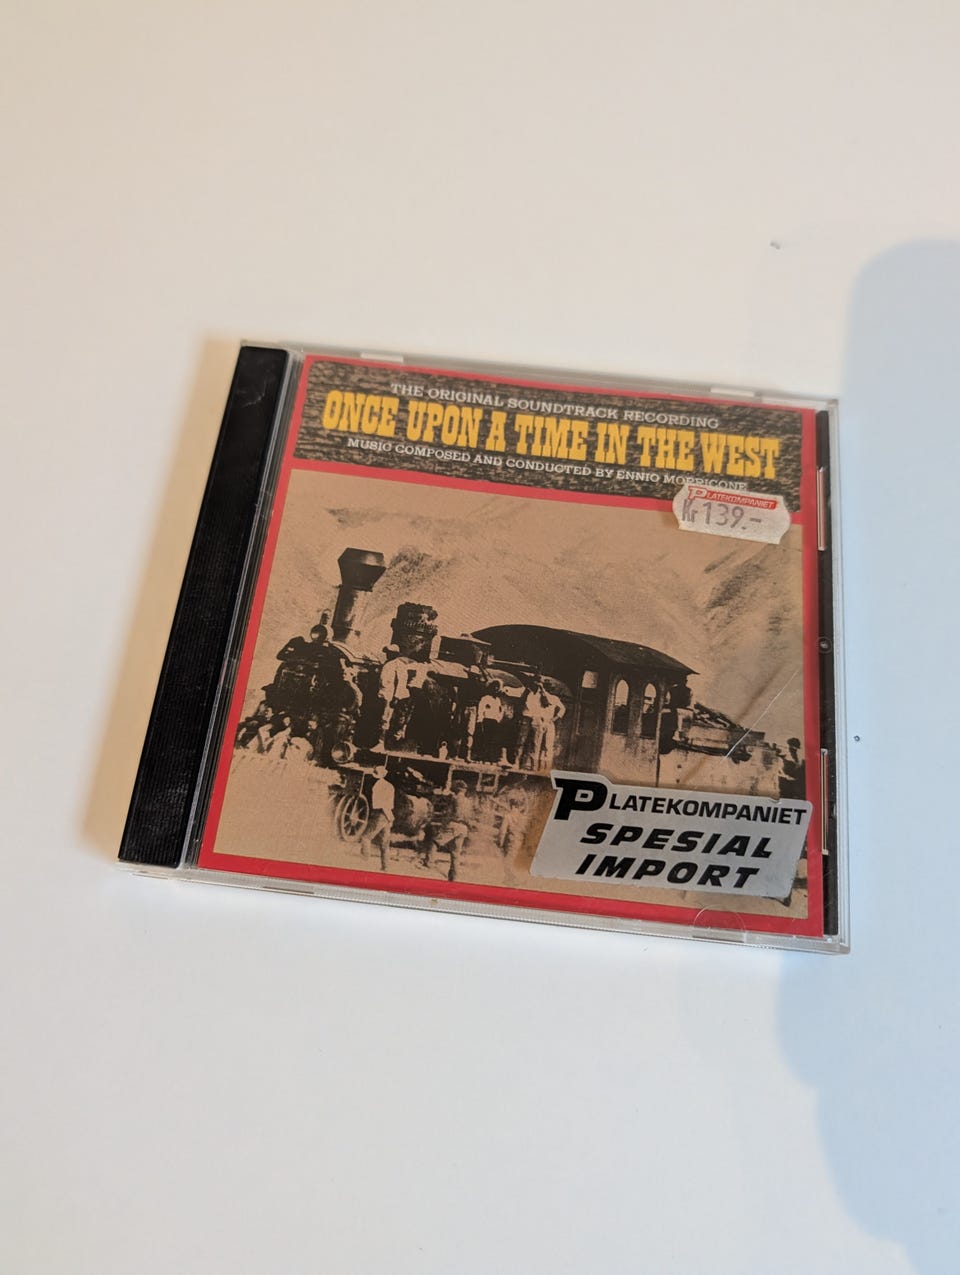 THE ORIGINAL SOUNDTRACK RECORDING
ONCE UPON A TIME IN THE WEST
MUSIC COMPOSED AND CONDUCTED BY ENNIO MORRICONE
PLATEKOMPANIET
Kr 139.-
PLATEKOMPANIET
SPESIAL
IMPORT